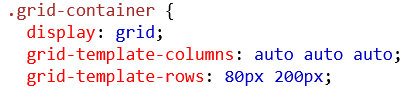 .grid-container {
  display: grid;
  grid-template-columns: auto auto auto;
  grid-template-rows: 80px 200px;